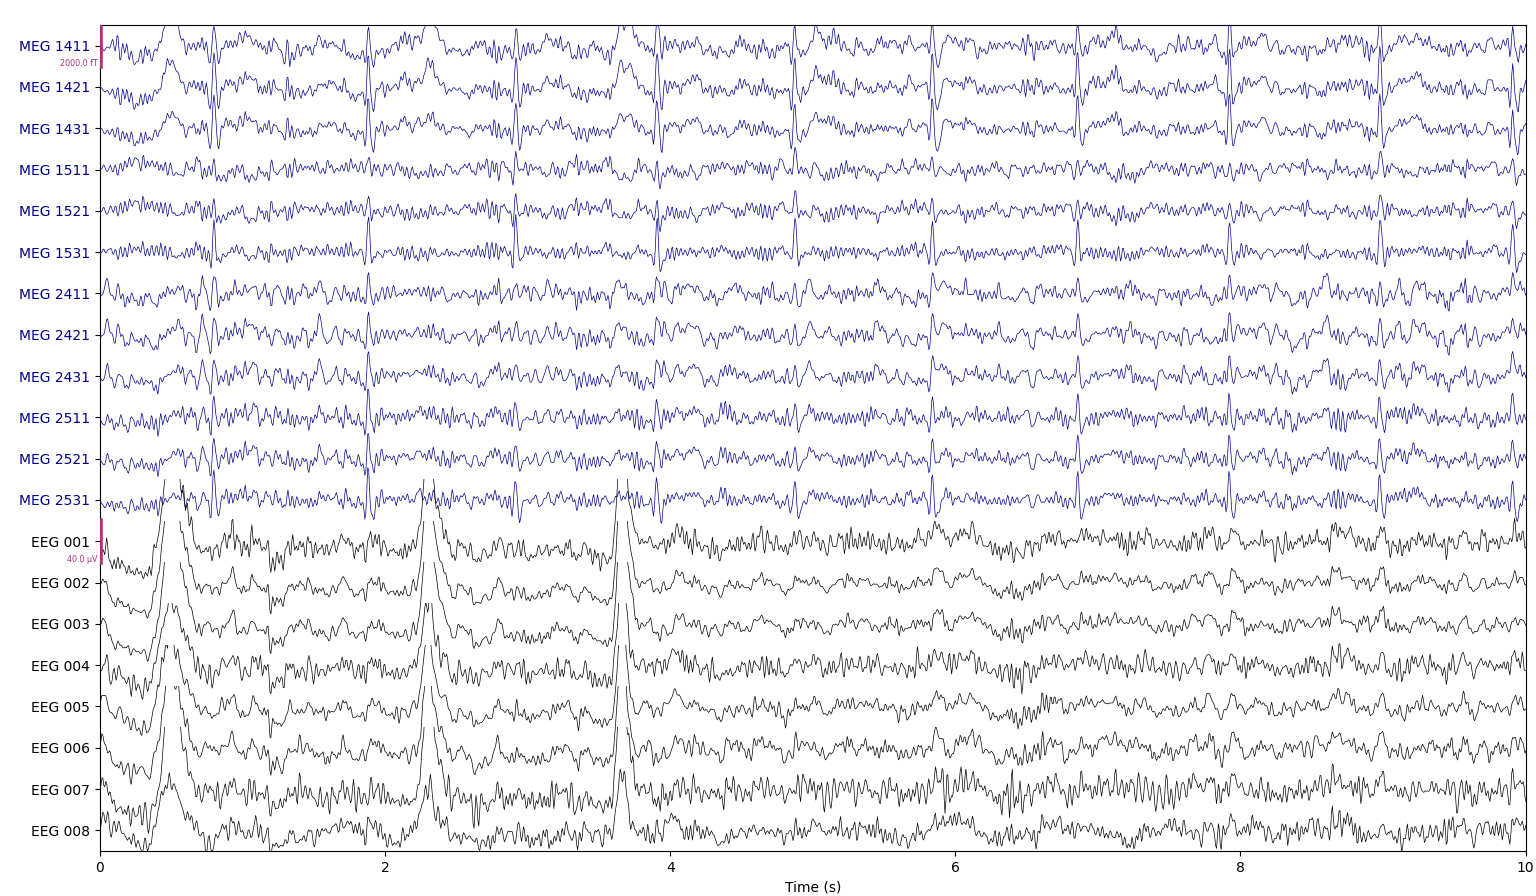 MEG 1411
2000.0 fT
MEG 1421
MEG 1431
MEG 1511
MEG 1521
MEG 1531
MEG 2411
MEG 2421
MEG 2431
MEG 2511
MEG 2521
MEG 2531
EEG 001
40.0 µV
EEG 002
EEG 003
EEG 004
EEG 005
EEG 006
EEG 007
EEG 008
0 2 4 6 8 10
Time (s)